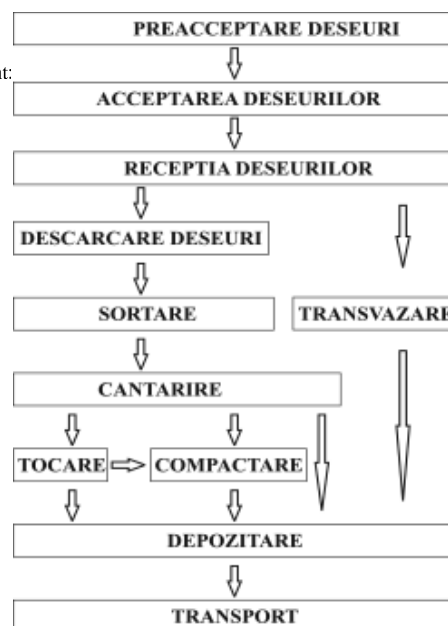 PREACCEPTARE DESEURI
ACCEPTAREA DESEURILOR
RECEPTIA DESEURILOR
DESCARCARE DESEURI
SORTARE
TRANSVAZARE
CANTARIRE
TOCARE
COMPACTARE
DEPOZITARE
TRANSPORT